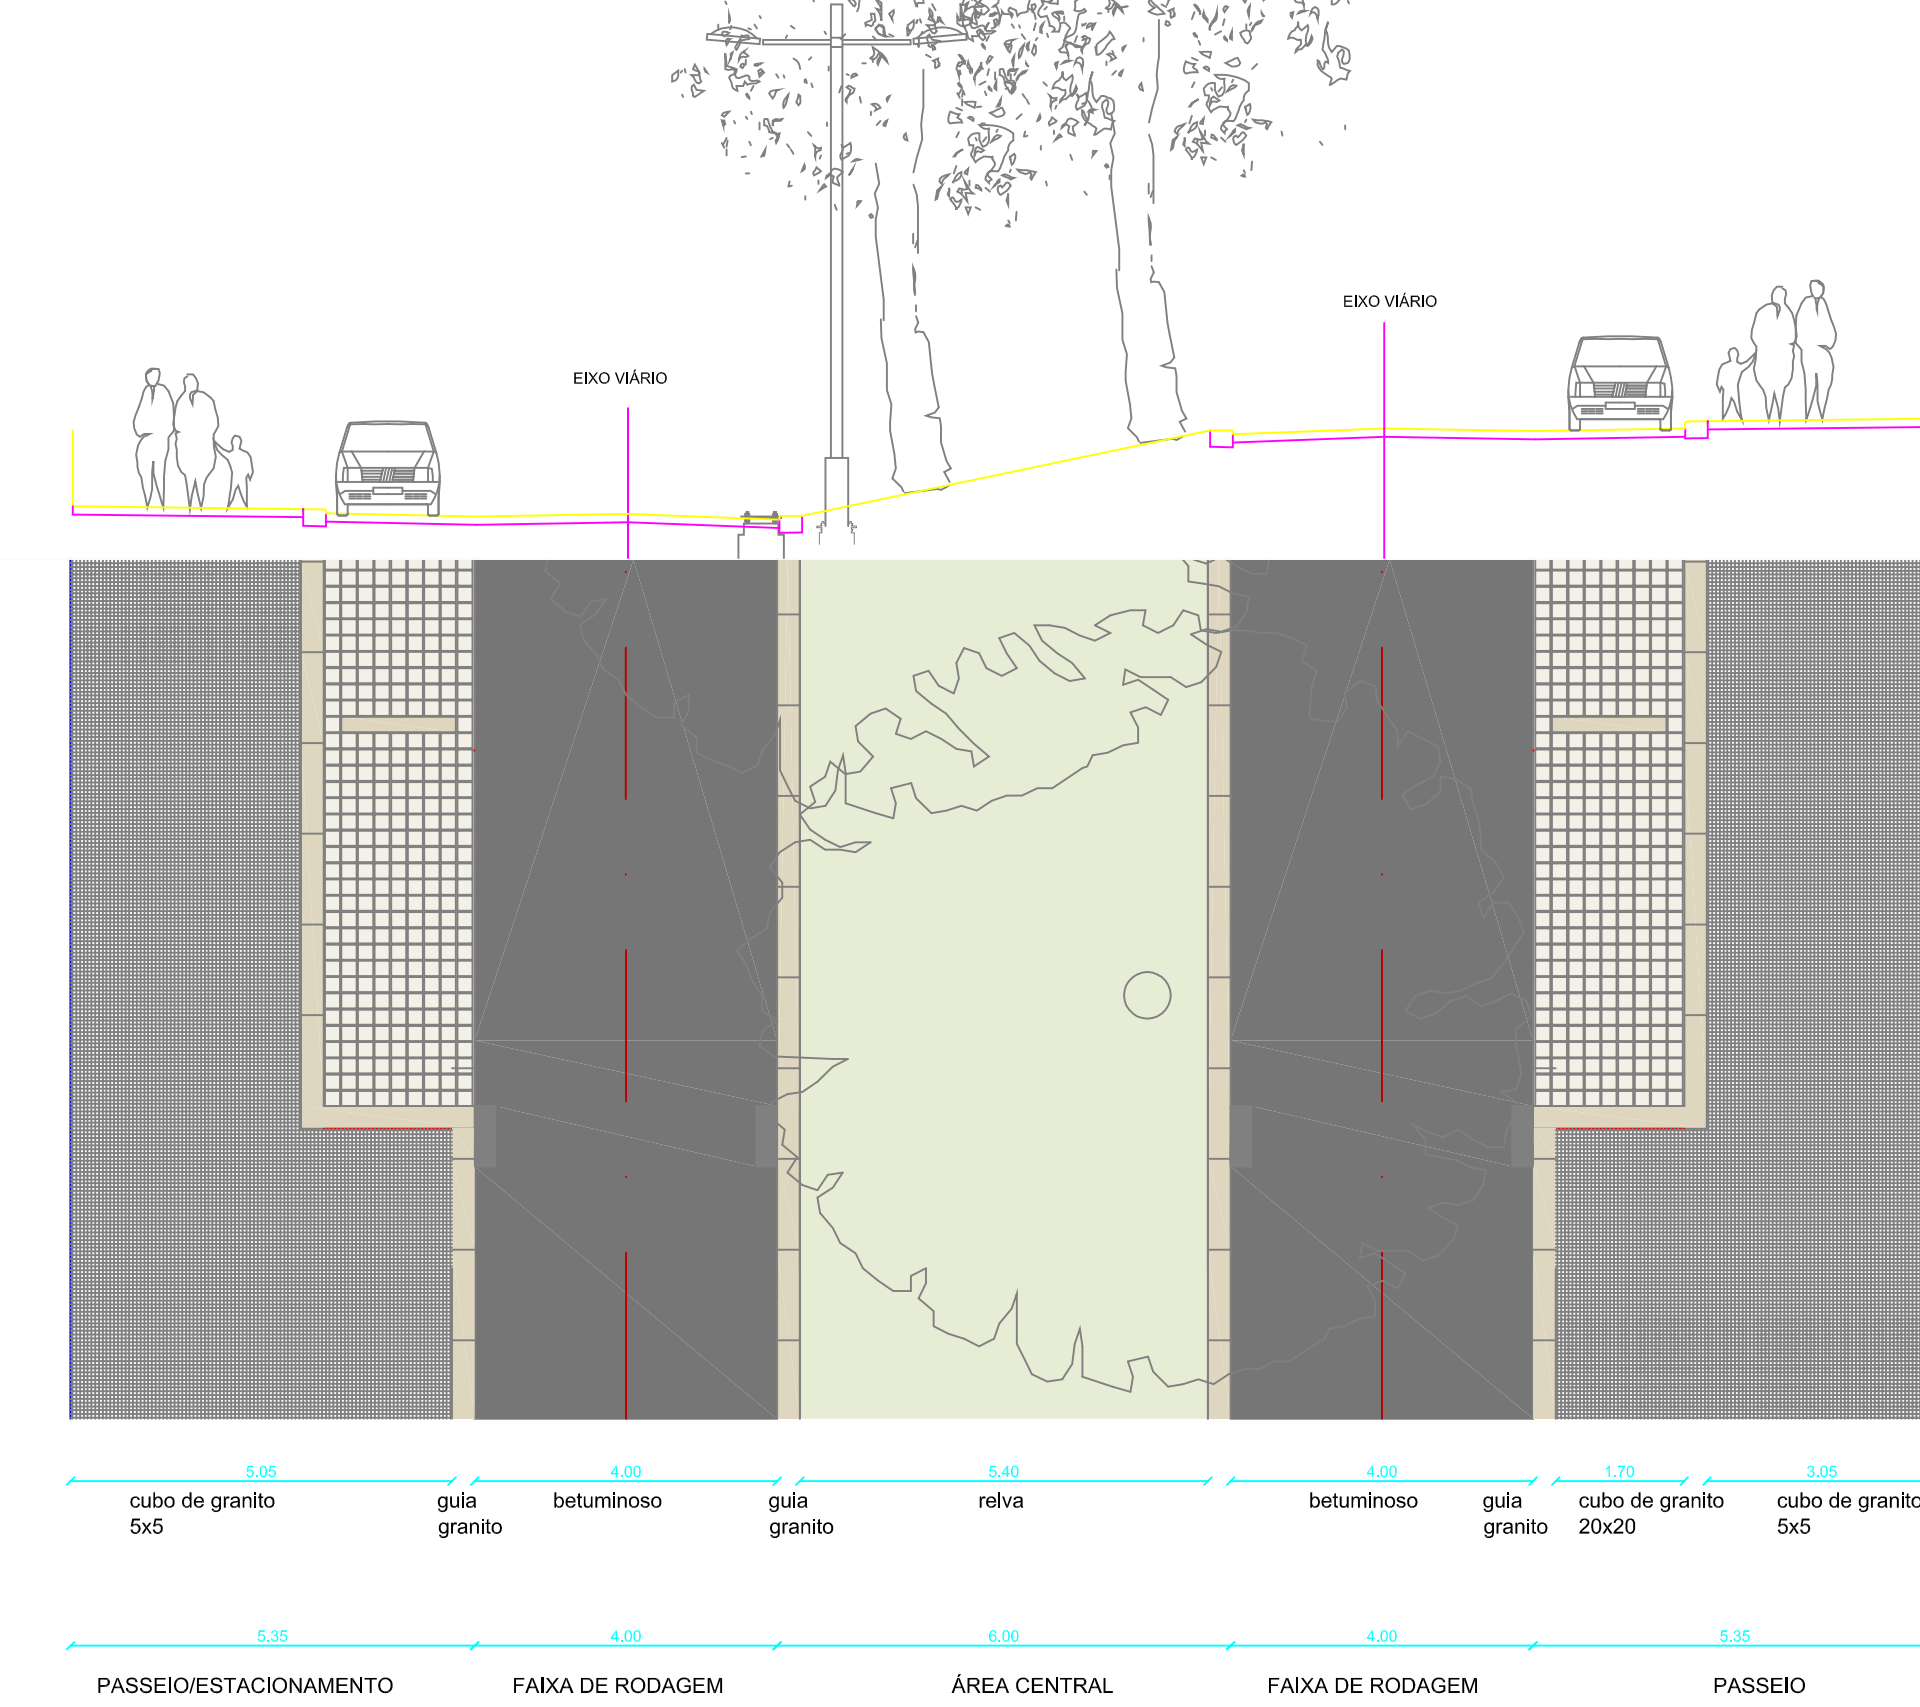 EIXO VIÁRIO
EIXO VIÁRIO
5.05 4.00 5.40 4.00 1.70 3.05
cubo de granito guia betuminoso guia relva betuminoso guia cubo de granito cubo de granito
5x5 granito granito granito 20x20 5x5
5.35 4.00 6.00 4.00 5.35
PASSEIO/ESTACIONAMENTO FAIXA DE RODAGEM ÁREA CENTRAL FAIXA DE RODAGEM PASSEIO